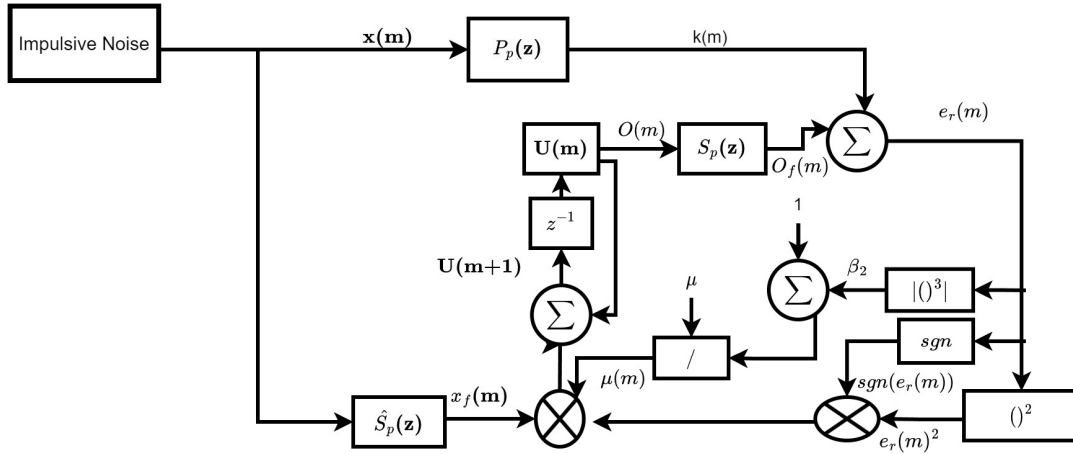 Impulsive Noise
x(m)
P_p(z)
k(m)
e_r(m)
U(m)
O(m)
S_p(z)
O_f(m)
∑
z^{-1}
1
U(m+1)
∑
μ
∑
β_2
|()^3|
sgn
/
μ(m)
sgn(e_r(m))
x_f(m)
Ŝ_p(z)
e_r(m)^2
()^2